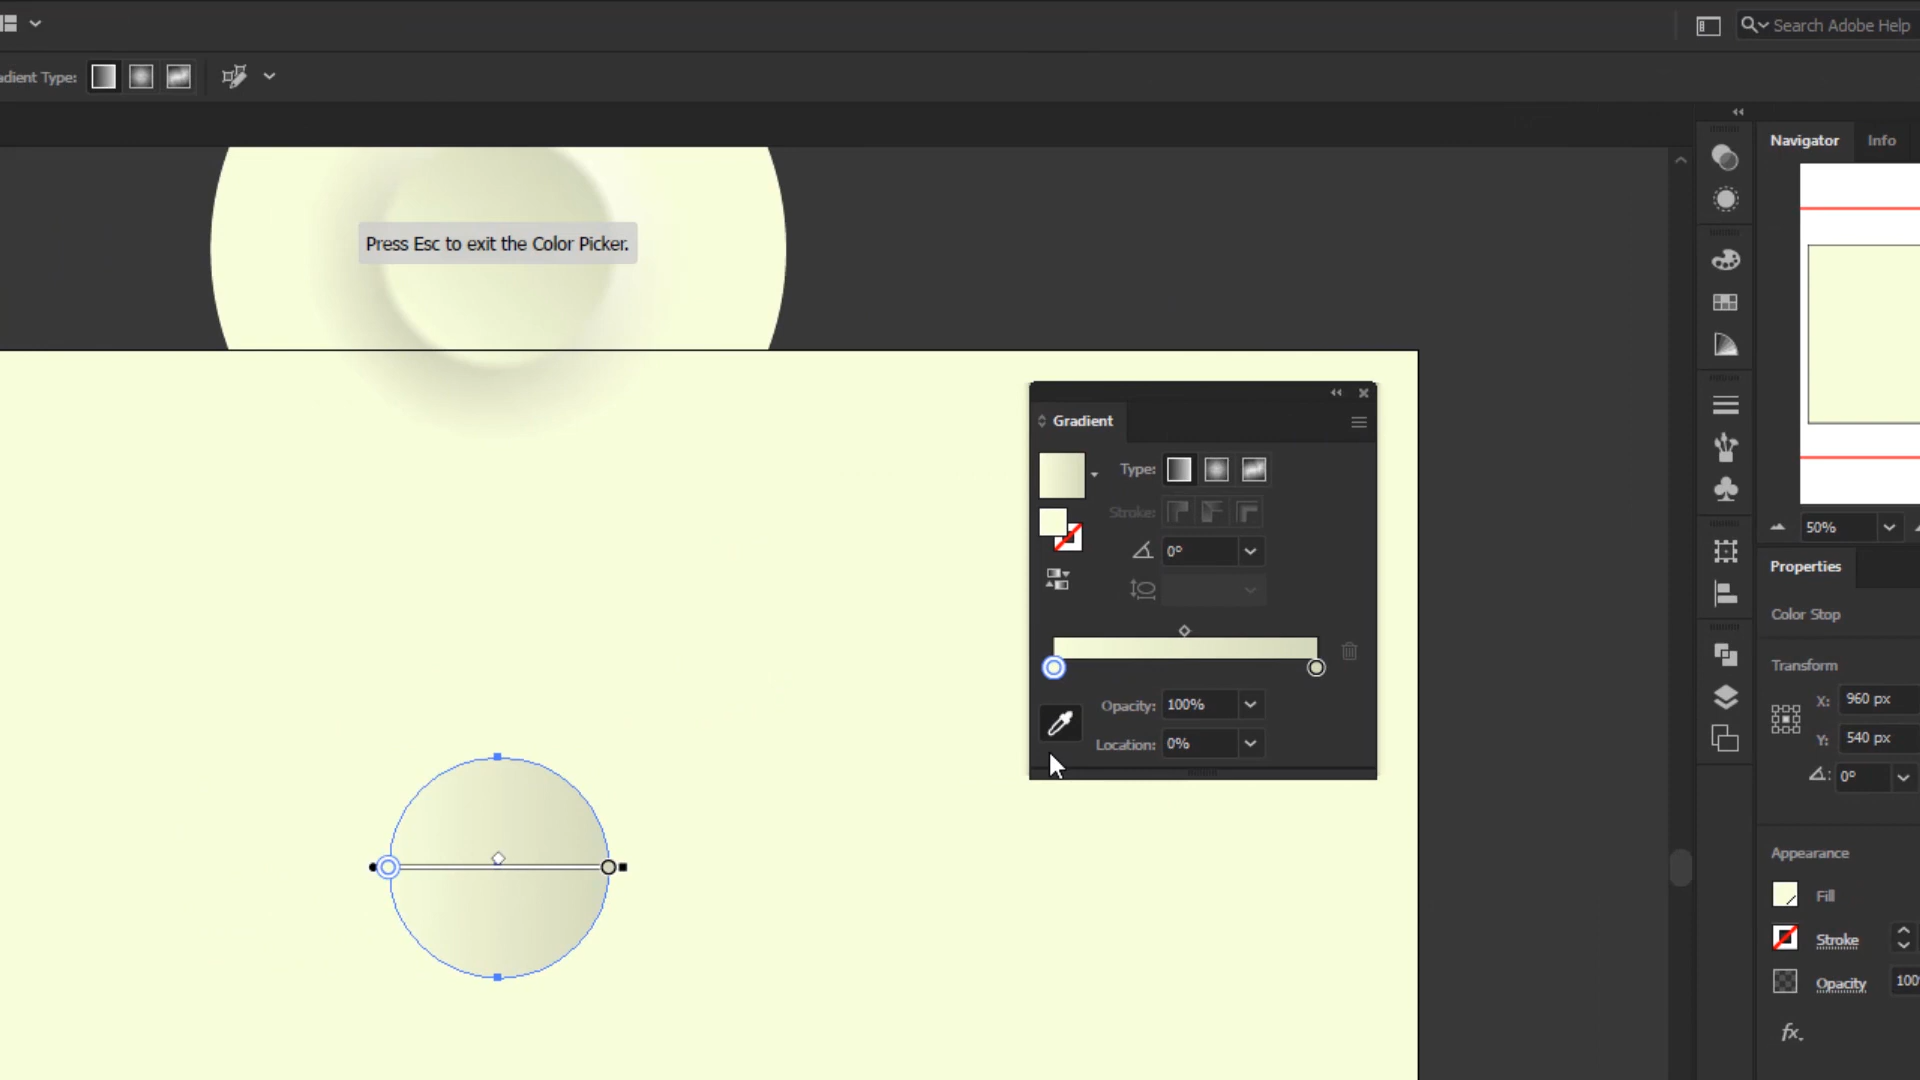 Search Adobe Help
adient Type:
Navigator
Info
Press Esc to exit the Color Picker.
Gradient
Type:
Stroke:
0°
50%
Properties
Color Stop
Transform
X: 960 px
Y: 540 px
0°
Opacity: 100%
Location: 0%
Appearance
Fill
Stroke
Opacity 100
fx.